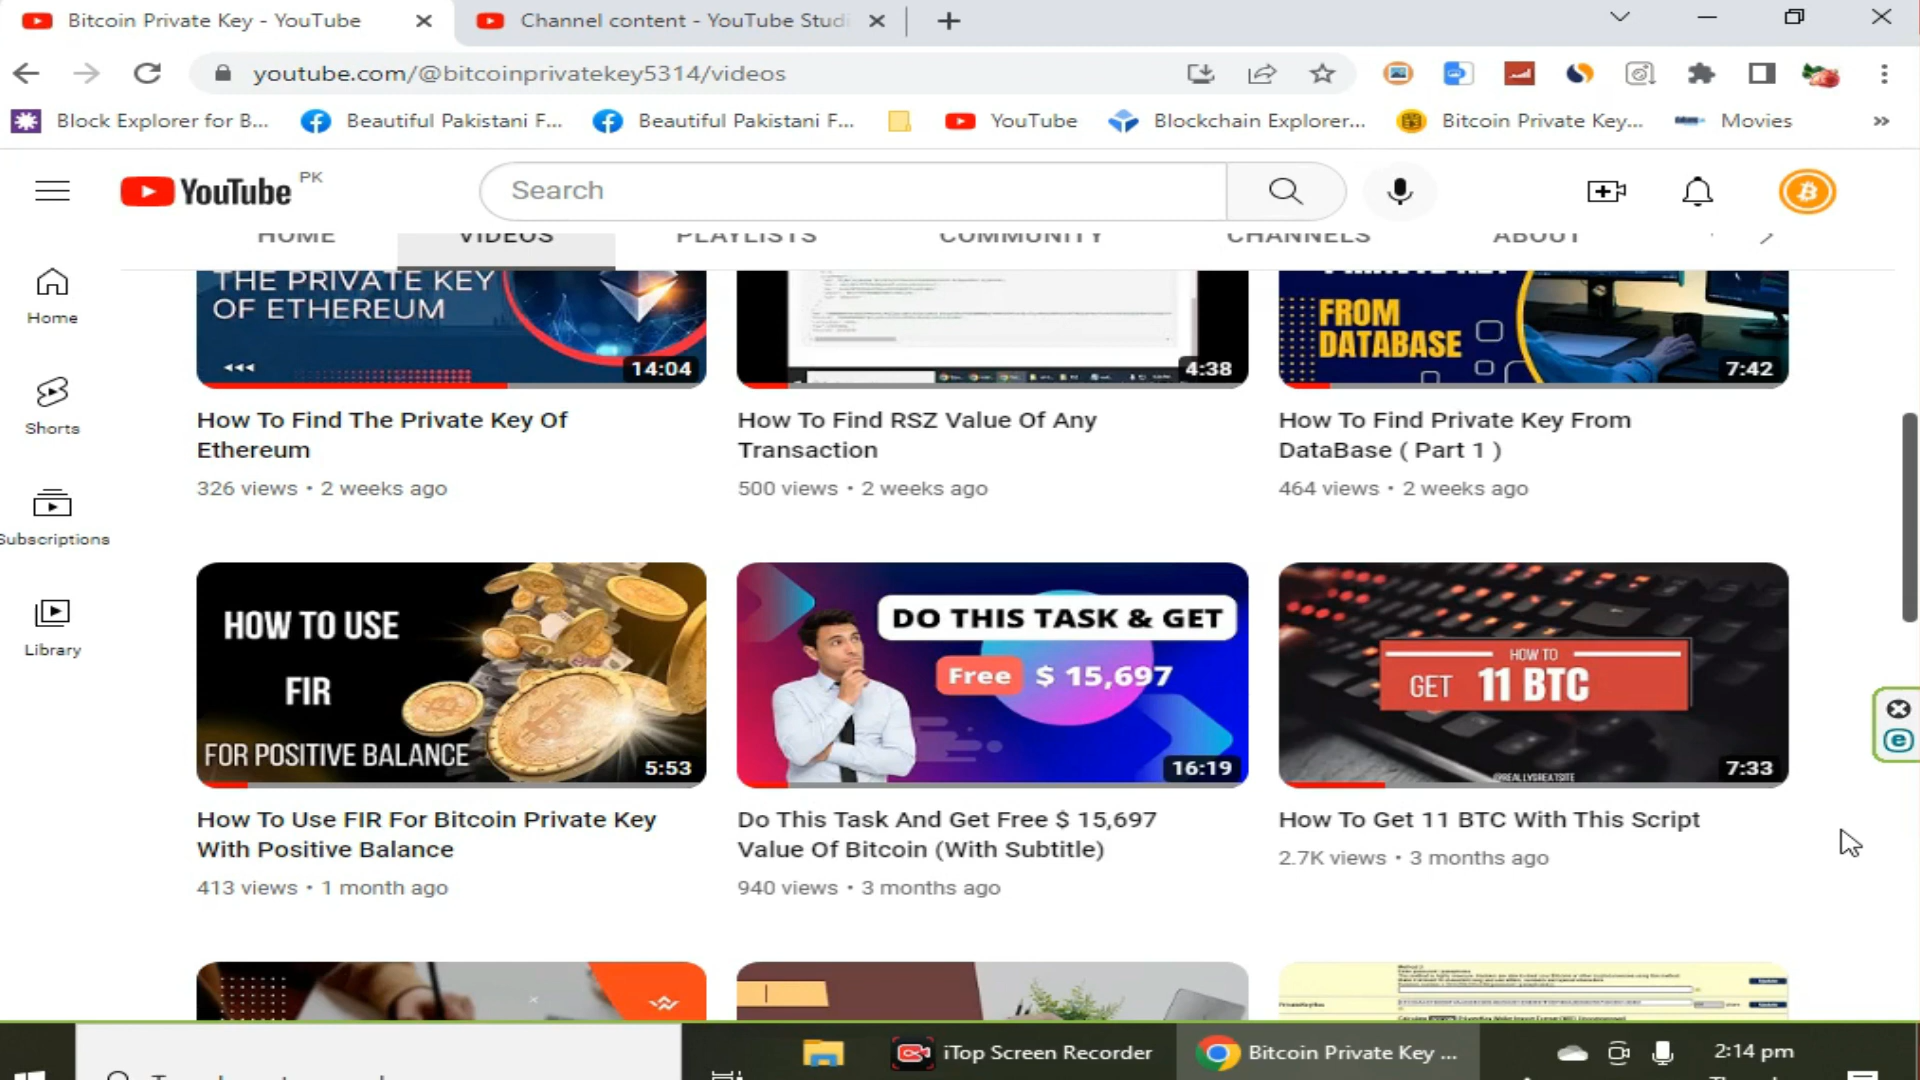 Bitcoin Private Key - YouTube
Channel content - YouTube Studi
youtube.com/@bitcoinprivatekey5314/videos
Block Explorer for B...
Beautiful Pakistani F...
Beautiful Pakistani F...
YouTube
Blockchain Explorer...
Bitcoin Private Key...
Movies
YouTube PK
Search
HOME
VIDEOS
PLAYLISTS
COMMUNITY
CHANNELS
ABOUT
Home
Shorts
Subscriptions
Library
THE PRIVATE KEY
OF ETHEREUM
14:04
4:38
FROM
DATABASE
7:42
How To Find The Private Key Of
Ethereum
326 views • 2 weeks ago
How To Find RSZ Value Of Any
Transaction
500 views • 2 weeks ago
How To Find Private Key From
DataBase ( Part 1 )
464 views • 2 weeks ago
HOW TO USE
FIR
FOR POSITIVE BALANCE
5:53
DO THIS TASK & GET
Free $ 15,697
16:19
HOW TO
GET 11 BTC
@REALLYGREATSITE
7:33
How To Use FIR For Bitcoin Private Key
With Positive Balance
413 views • 1 month ago
Do This Task And Get Free $ 15,697
Value Of Bitcoin (With Subtitle)
940 views • 3 months ago
How To Get 11 BTC With This Script
2.7K views • 3 months ago
iTop Screen Recorder
Bitcoin Private Key ...
2:14 pm